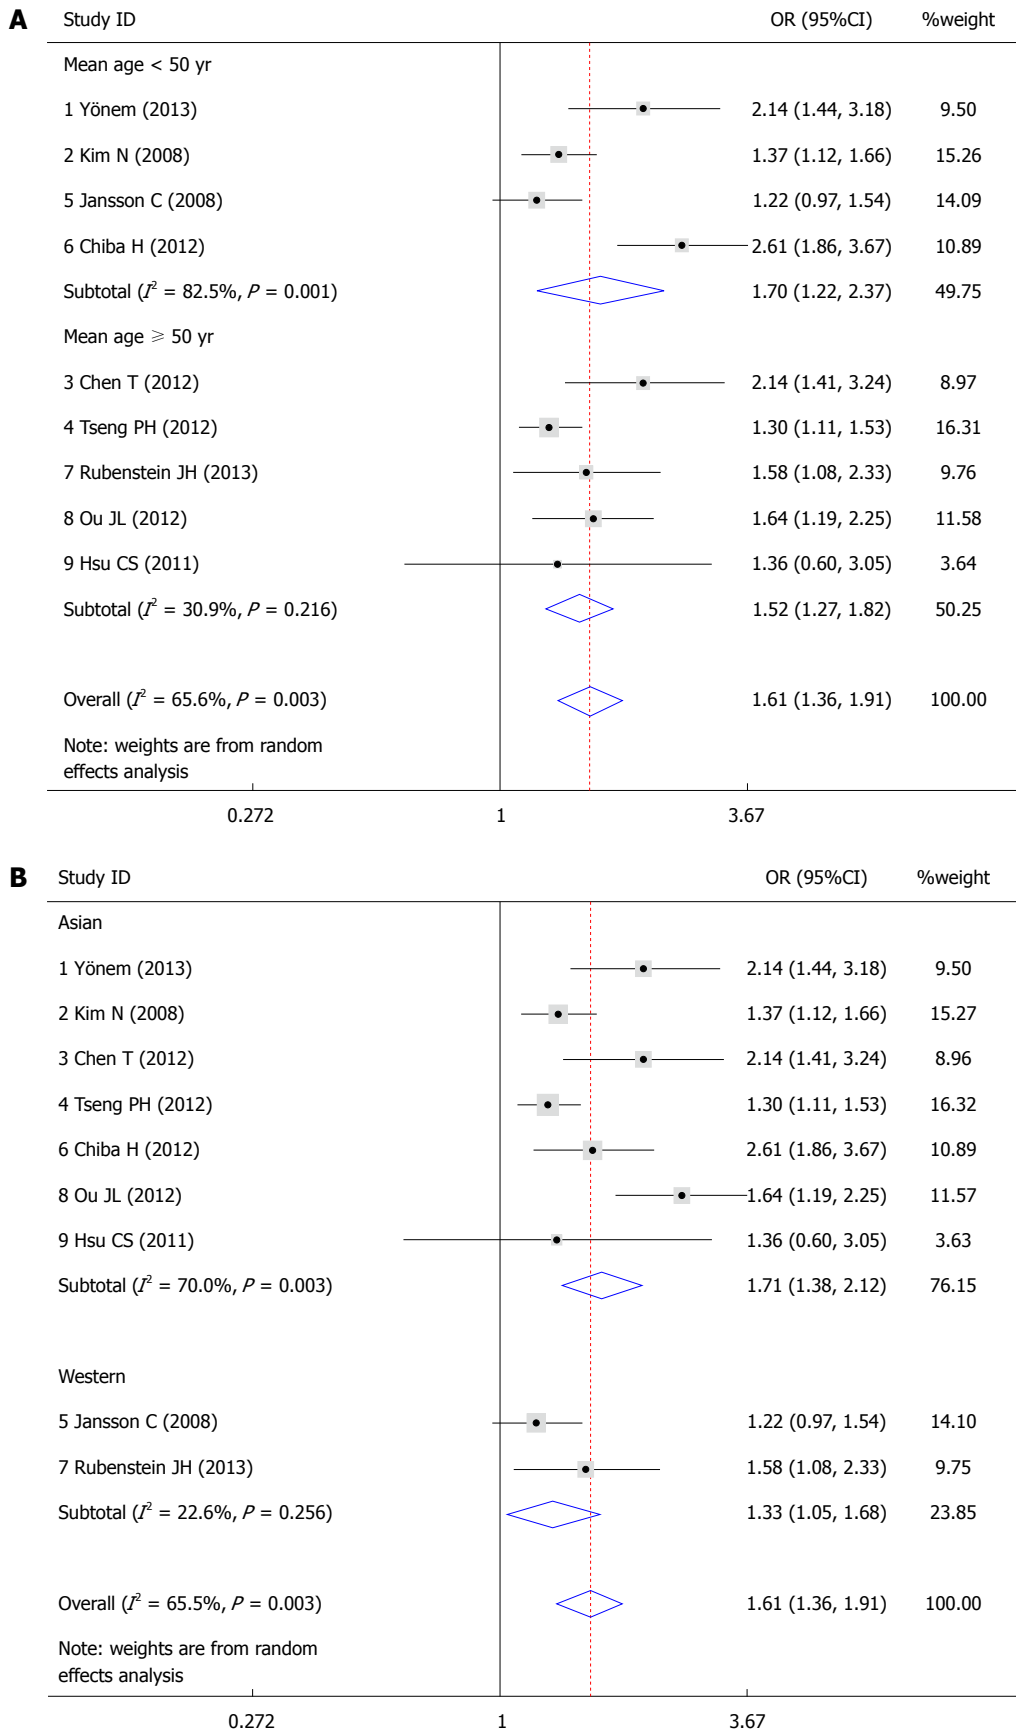 A Study ID OR (95%CI) %weight
Mean age < 50 yr
1 Yönem (2013) 2.14 (1.44, 3.18) 9.50
2 Kim N (2008) 1.37 (1.12, 1.66) 15.26
5 Jansson C (2008) 1.22 (0.97, 1.54) 14.09
6 Chiba H (2012) 2.61 (1.86, 3.67) 10.89
Subtotal (I² = 82.5%, P = 0.001) 1.70 (1.22, 2.37) 49.75
Mean age ≥ 50 yr
3 Chen T (2012) 2.14 (1.41, 3.24) 8.97
4 Tseng PH (2012) 1.30 (1.11, 1.53) 16.31
7 Rubenstein JH (2013) 1.58 (1.08, 2.33) 9.76
8 Ou JL (2012) 1.64 (1.19, 2.25) 11.58
9 Hsu CS (2011) 1.36 (0.60, 3.05) 3.64
Subtotal (I² = 30.9%, P = 0.216) 1.52 (1.27, 1.82) 50.25
Overall (I² = 65.6%, P = 0.003) 1.61 (1.36, 1.91) 100.00
Note: weights are from random
effects analysis
0.272 1 3.67
B Study ID OR (95%CI) %weight
Asian
1 Yönem (2013) 2.14 (1.44, 3.18) 9.50
2 Kim N (2008) 1.37 (1.12, 1.66) 15.27
3 Chen T (2012) 2.14 (1.41, 3.24) 8.96
4 Tseng PH (2012) 1.30 (1.11, 1.53) 16.32
6 Chiba H (2012) 2.61 (1.86, 3.67) 10.89
8 Ou JL (2012) 1.64 (1.19, 2.25) 11.57
9 Hsu CS (2011) 1.36 (0.60, 3.05) 3.63
Subtotal (I² = 70.0%, P = 0.003) 1.71 (1.38, 2.12) 76.15
Western
5 Jansson C (2008) 1.22 (0.97, 1.54) 14.10
7 Rubenstein JH (2013) 1.58 (1.08, 2.33) 9.75
Subtotal (I² = 22.6%, P = 0.256) 1.33 (1.05, 1.68) 23.85
Overall (I² = 65.5%, P = 0.003) 1.61 (1.36, 1.91) 100.00
Note: weights are from random
effects analysis
0.272 1 3.67